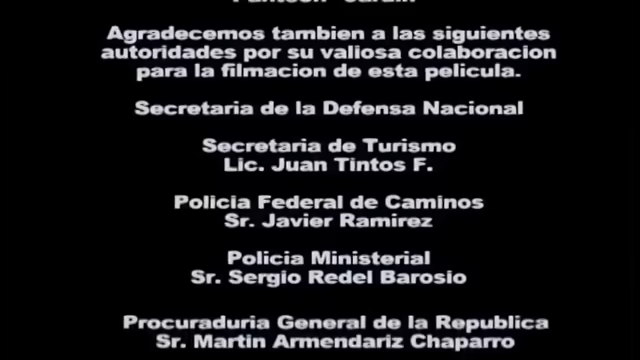 Agradecemos tambien a las siguientes
autoridades por su valiosa colaboracion
para la filmacion de esta pelicula.
Secretaria de la Defensa Nacional
Secretaria de Turismo
Lic. Juan Tintos F.
Policia Federal de Caminos
Sr. Javier Ramirez
Policia Ministerial
Sr. Sergio Redel Barosio
Procuraduria General de la Republica
Sr. Martin Armendariz Chaparro